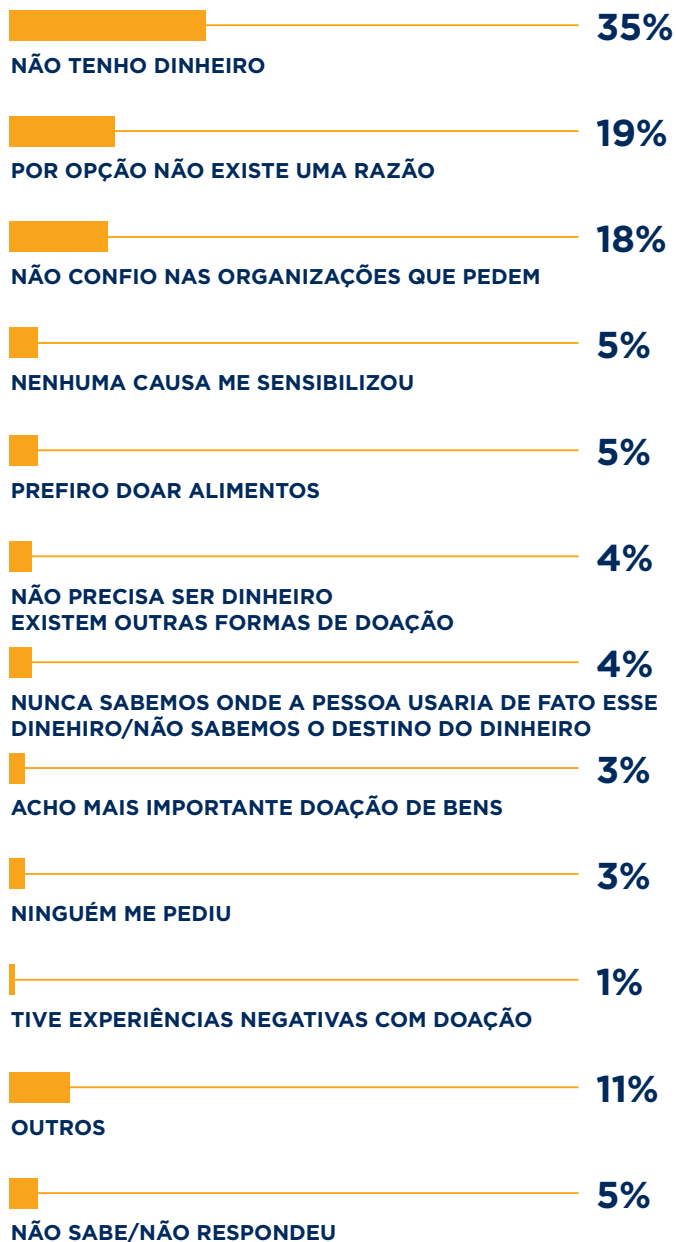 35%
NÃO TENHO DINHEIRO
19%
POR OPÇÃO NÃO EXISTE UMA RAZÃO
18%
NÃO CONFIO NAS ORGANIZAÇÕES QUE PEDEM
5%
NENHUMA CAUSA ME SENSIBILIZOU
5%
PREFIRO DOAR ALIMENTOS
4%
NÃO PRECISA SER DINHEIRO
EXISTEM OUTRAS FORMAS DE DOAÇÃO
4%
NUNCA SABEMOS ONDE A PESSOA USARIA DE FATO ESSE
DINEHIRO/NÃO SABEMOS O DESTINO DO DINHEIRO
3%
ACHO MAIS IMPORTANTE DOAÇÃO DE BENS
3%
NINGUÉM ME PEDIU
1%
TIVE EXPERIÊNCIAS NEGATIVAS COM DOAÇÃO
11%
OUTROS
5%
NÃO SABE/NÃO RESPONDEU